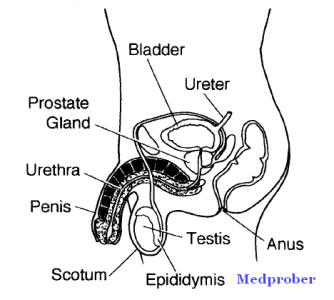 Bladder
Ureter
Prostate
Gland
Urethra
Penis
Testis
Anus
Scotum
Epididymis
Medprober